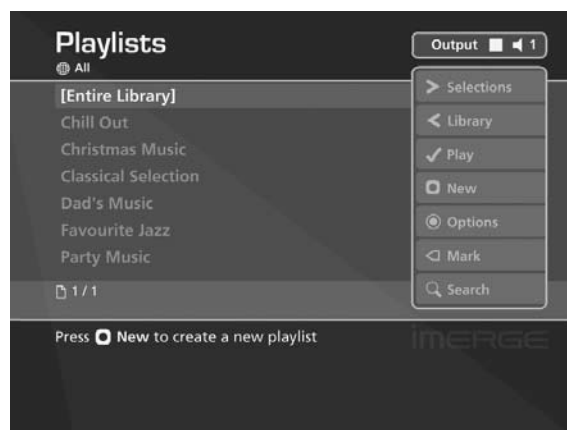 Playlists
All
Output 1
[Entire Library]
Chill Out
Christmas Music
Classical Selection
Dad's Music
Favourite Jazz
Party Music
1 / 1
Selections
Library
Play
New
Options
Mark
Search
Press New to create a new playlist
imerge